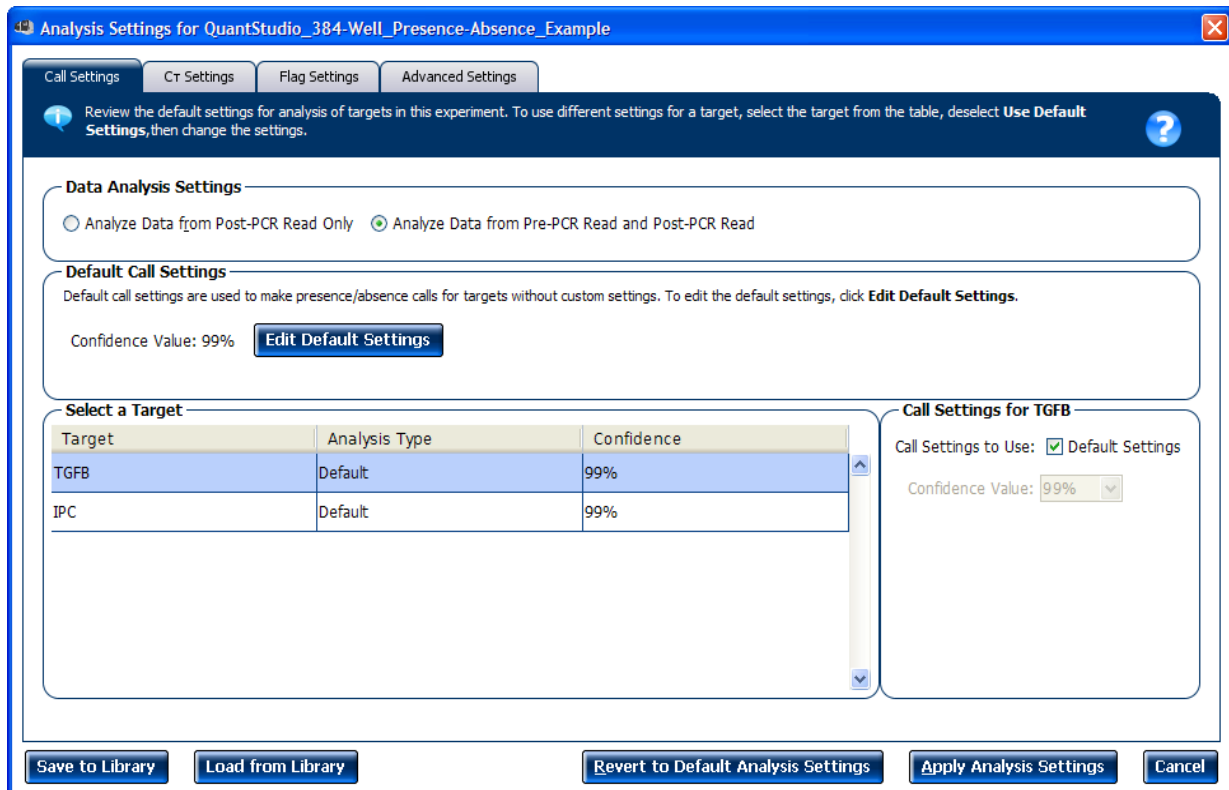 Analysis Settings for QuantStudio_384-Well_Presence-Absence_Example
Call Settings
Cт Settings
Flag Settings
Advanced Settings
Review the default settings for analysis of targets in this experiment. To use different settings for a target, select the target from the table, deselect Use Default
Settings,then change the settings.
Data Analysis Settings
Analyze Data from Post-PCR Read Only
Analyze Data from Pre-PCR Read and Post-PCR Read
Default Call Settings
Default call settings are used to make presence/absence calls for targets without custom settings. To edit the default settings, click Edit Default Settings.
Confidence Value: 99%
Edit Default Settings
Select a Target
Target Analysis Type Confidence
TGFB Default 99%
IPC Default 99%
Call Settings for TGFB
Call Settings to Use: Default Settings
Confidence Value: 99%
Save to Library
Load from Library
Revert to Default Analysis Settings
Apply Analysis Settings
Cancel